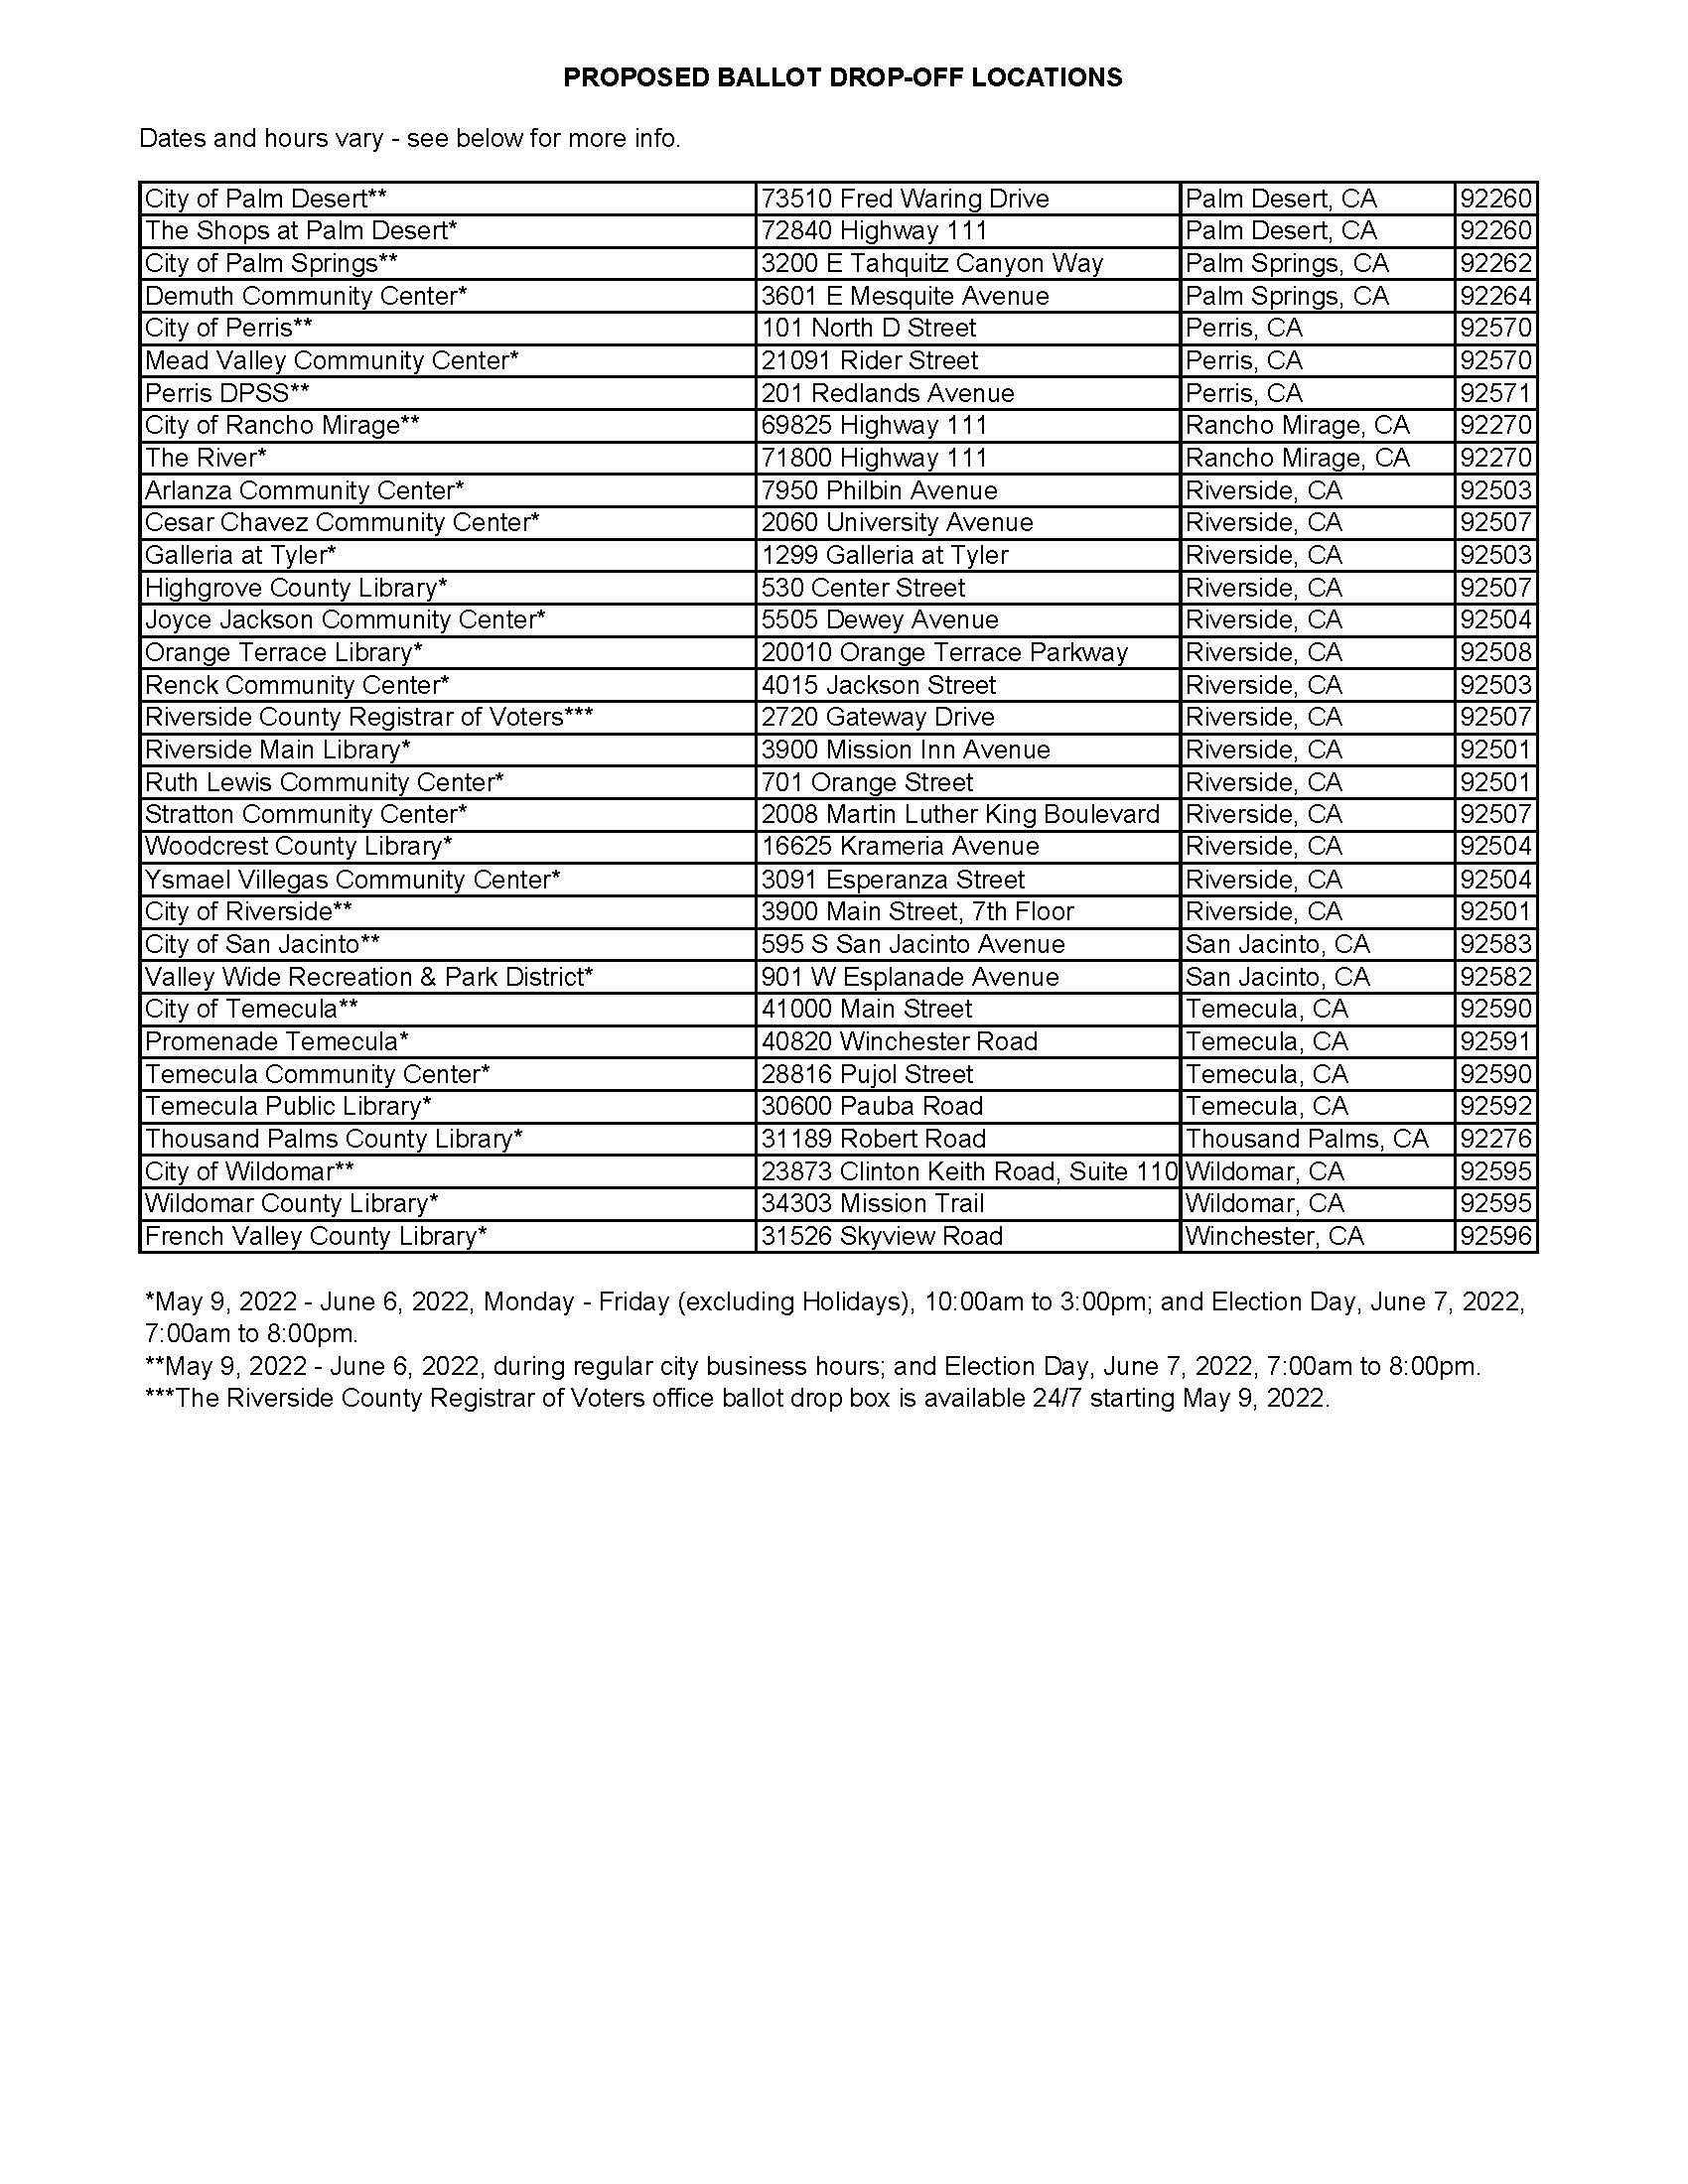 PROPOSED BALLOT DROP-OFF LOCATIONS
Dates and hours vary - see below for more info.
City of Palm Desert** 73510 Fred Waring Drive Palm Desert, CA 92260
The Shops at Palm Desert* 72840 Highway 111 Palm Desert, CA 92260
City of Palm Springs** 3200 E Tahquitz Canyon Way Palm Springs, CA 92262
Demuth Community Center* 3601 E Mesquite Avenue Palm Springs, CA 92264
City of Perris** 101 North D Street Perris, CA 92570
Mead Valley Community Center* 21091 Rider Street Perris, CA 92570
Perris DPSS** 201 Redlands Avenue Perris, CA 92571
City of Rancho Mirage** 69825 Highway 111 Rancho Mirage, CA 92270
The River* 71800 Highway 111 Rancho Mirage, CA 92270
Arlanza Community Center* 7950 Philbin Avenue Riverside, CA 92503
Cesar Chavez Community Center* 2060 University Avenue Riverside, CA 92507
Galleria at Tyler* 1299 Galleria at Tyler Riverside, CA 92503
Highgrove County Library* 530 Center Street Riverside, CA 92507
Joyce Jackson Community Center* 5505 Dewey Avenue Riverside, CA 92504
Orange Terrace Library* 20010 Orange Terrace Parkway Riverside, CA 92508
Renck Community Center* 4015 Jackson Street Riverside, CA 92503
Riverside County Registrar of Voters*** 2720 Gateway Drive Riverside, CA 92507
Riverside Main Library* 3900 Mission Inn Avenue Riverside, CA 92501
Ruth Lewis Community Center* 701 Orange Street Riverside, CA 92501
Stratton Community Center* 2008 Martin Luther King Boulevard Riverside, CA 92507
Woodcrest County Library* 16625 Krameria Avenue Riverside, CA 92504
Ysmael Villegas Community Center* 3091 Esperanza Street Riverside, CA 92504
City of Riverside** 3900 Main Street, 7th Floor Riverside, CA 92501
City of San Jacinto** 595 S San Jacinto Avenue San Jacinto, CA 92583
Valley Wide Recreation & Park District* 901 W Esplanade Avenue San Jacinto, CA 92582
City of Temecula** 41000 Main Street Temecula, CA 92590
Promenade Temecula* 40820 Winchester Road Temecula, CA 92591
Temecula Community Center* 28816 Pujol Street Temecula, CA 92590
Temecula Public Library* 30600 Pauba Road Temecula, CA 92592
Thousand Palms County Library* 31189 Robert Road Thousand Palms, CA 92276
City of Wildomar** 23873 Clinton Keith Road, Suite 110 Wildomar, CA 92595
Wildomar County Library* 34303 Mission Trail Wildomar, CA 92595
French Valley County Library* 31526 Skyview Road Winchester, CA 92596
*May 9, 2022 - June 6, 2022, Monday - Friday (excluding Holidays), 10:00am to 3:00pm; and Election Day, June 7, 2022,
7:00am to 8:00pm.
**May 9, 2022 - June 6, 2022, during regular city business hours; and Election Day, June 7, 2022, 7:00am to 8:00pm.
***The Riverside County Registrar of Voters office ballot drop box is available 24/7 starting May 9, 2022.